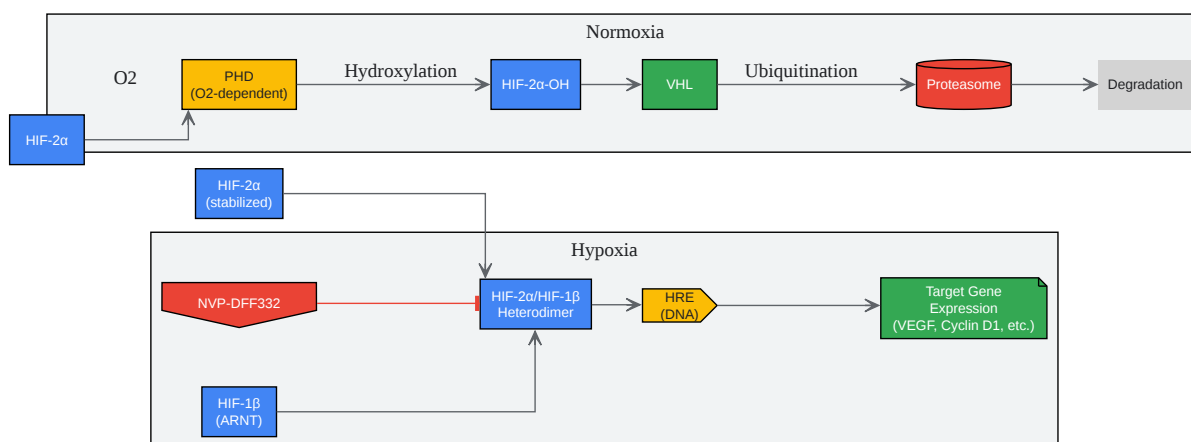 Normoxia
O2
PHD
(O2-dependent)
Hydroxylation
HIF-2α-OH
VHL
Ubiquitination
Proteasome
Degradation
HIF-2α
HIF-2α
(stabilized)
Hypoxia
NVP-DFF332
HIF-2α/HIF-1β
Heterodimer
HRE
(DNA)
Target Gene
Expression
(VEGF, Cyclin D1, etc.)
HIF-1β
(ARNT)